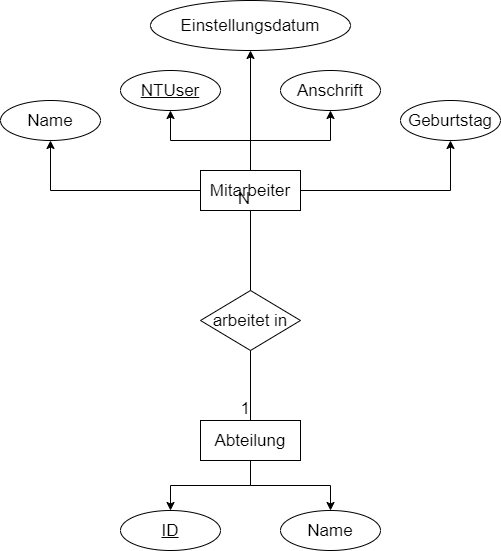 Einstellungsdatum
NTUser
Anschrift
Name
Geburtstag
Mitarbeiter
N
arbeitet in
1
Abteilung
ID
Name